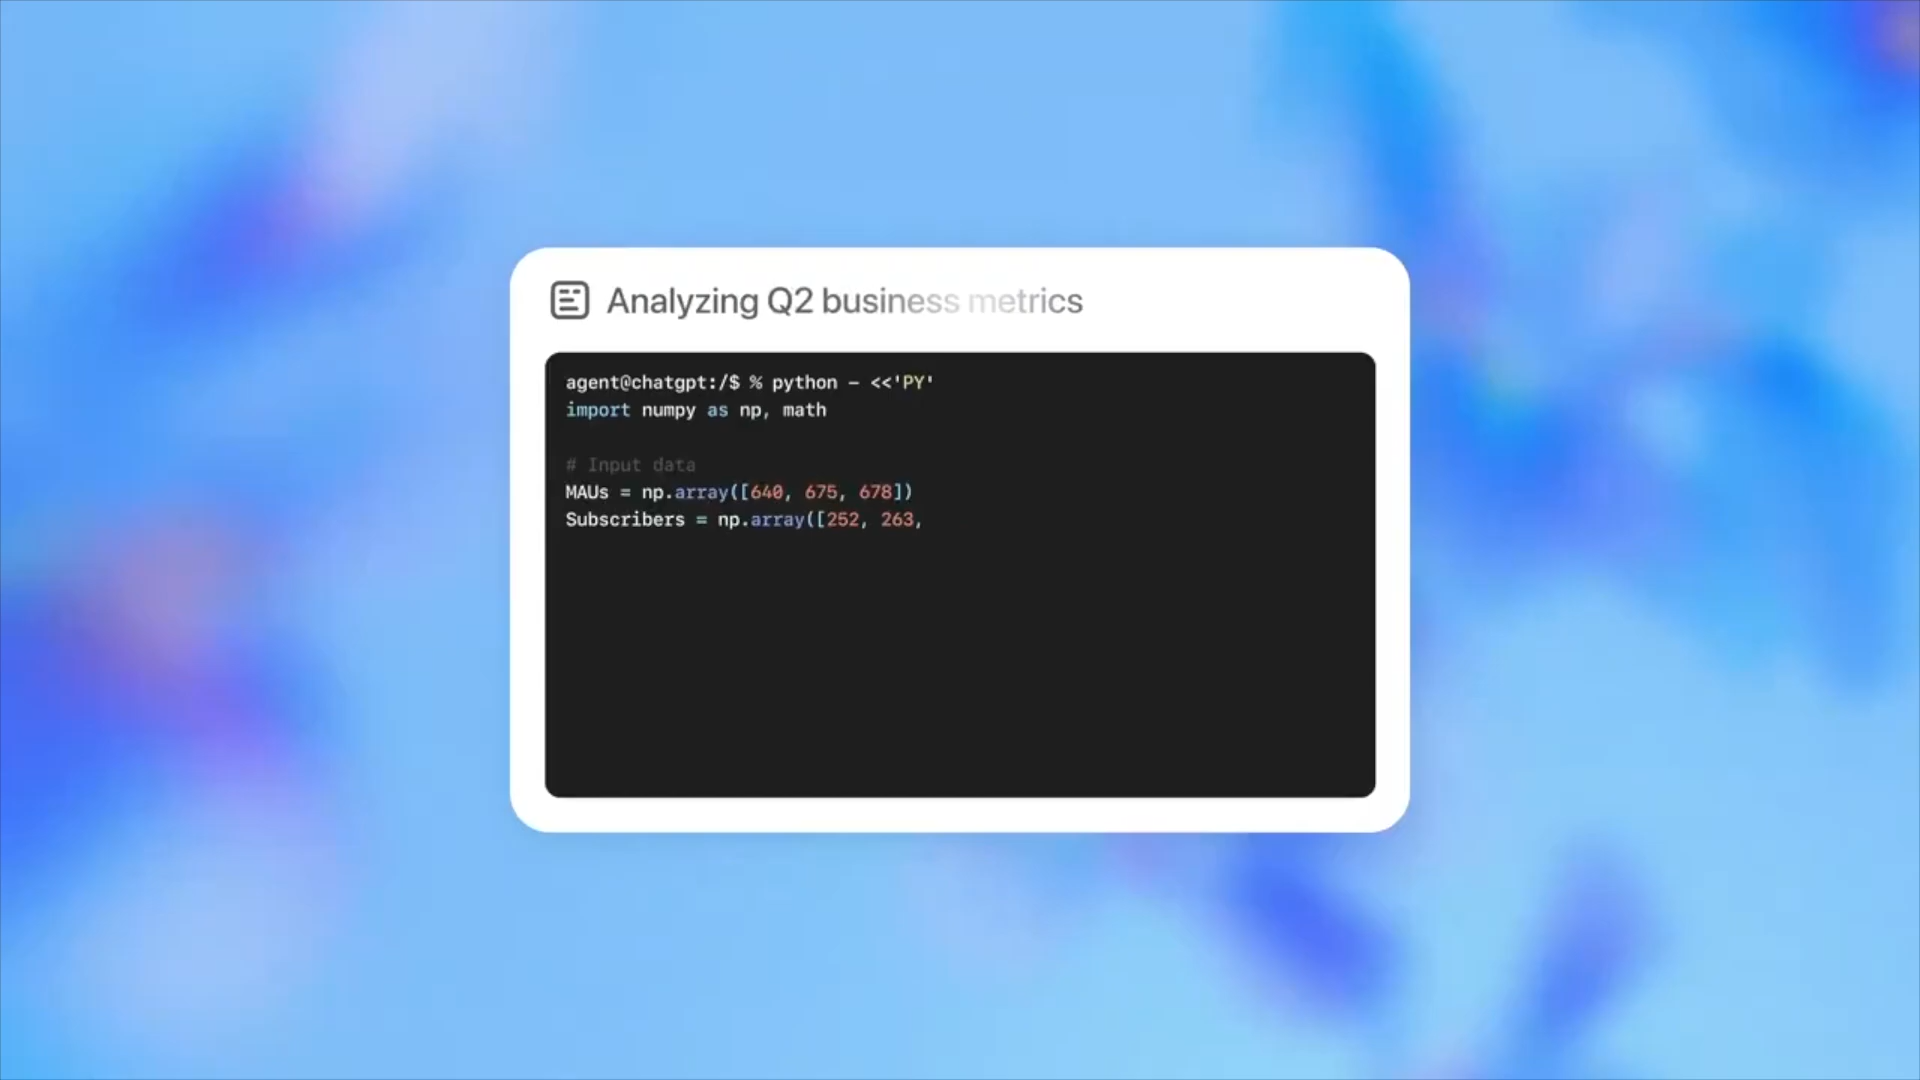 Analyzing Q2 business metrics
agent@chatgpt:/$ % python – <<'PY'
import numpy as np, math
# Input data
MAUs = np.array([640, 675, 678])
Subscribers = np.array([252, 263,